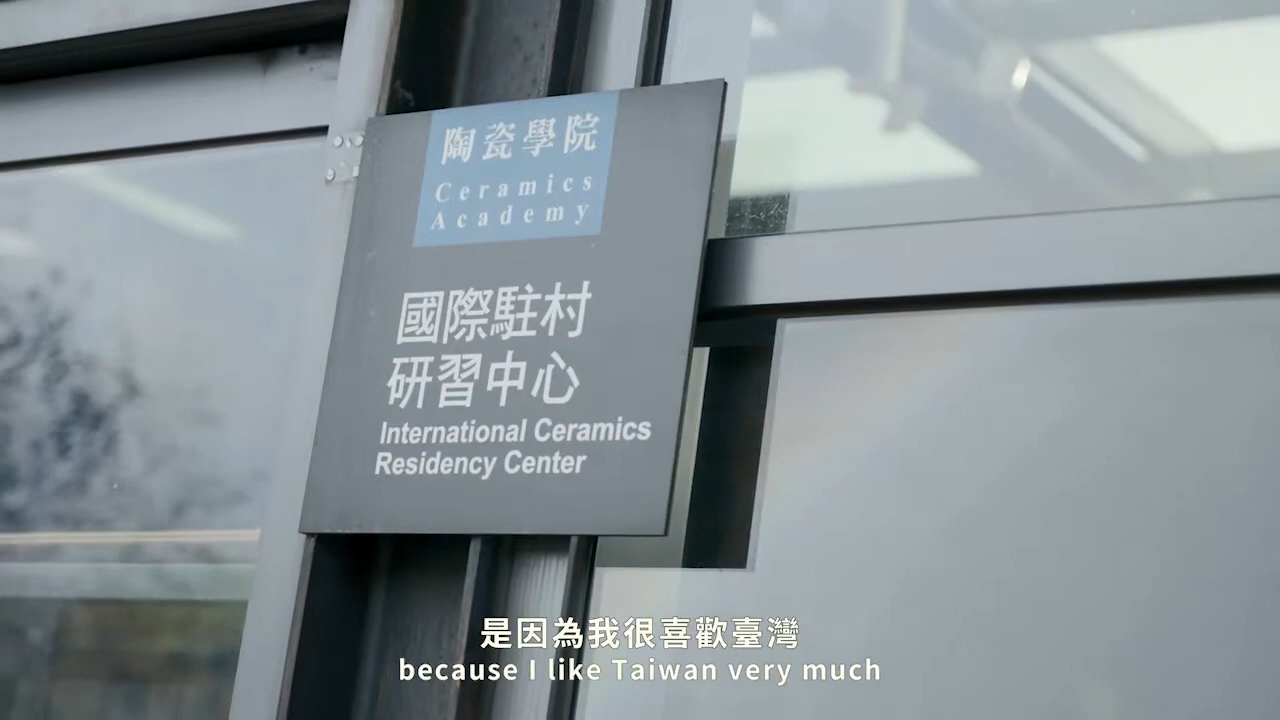 陶瓷學院
Ceramics
Academy
國際駐村
研習中心
International Ceramics
Residency Center
是因為我很喜歡臺灣
because I like Taiwan very much